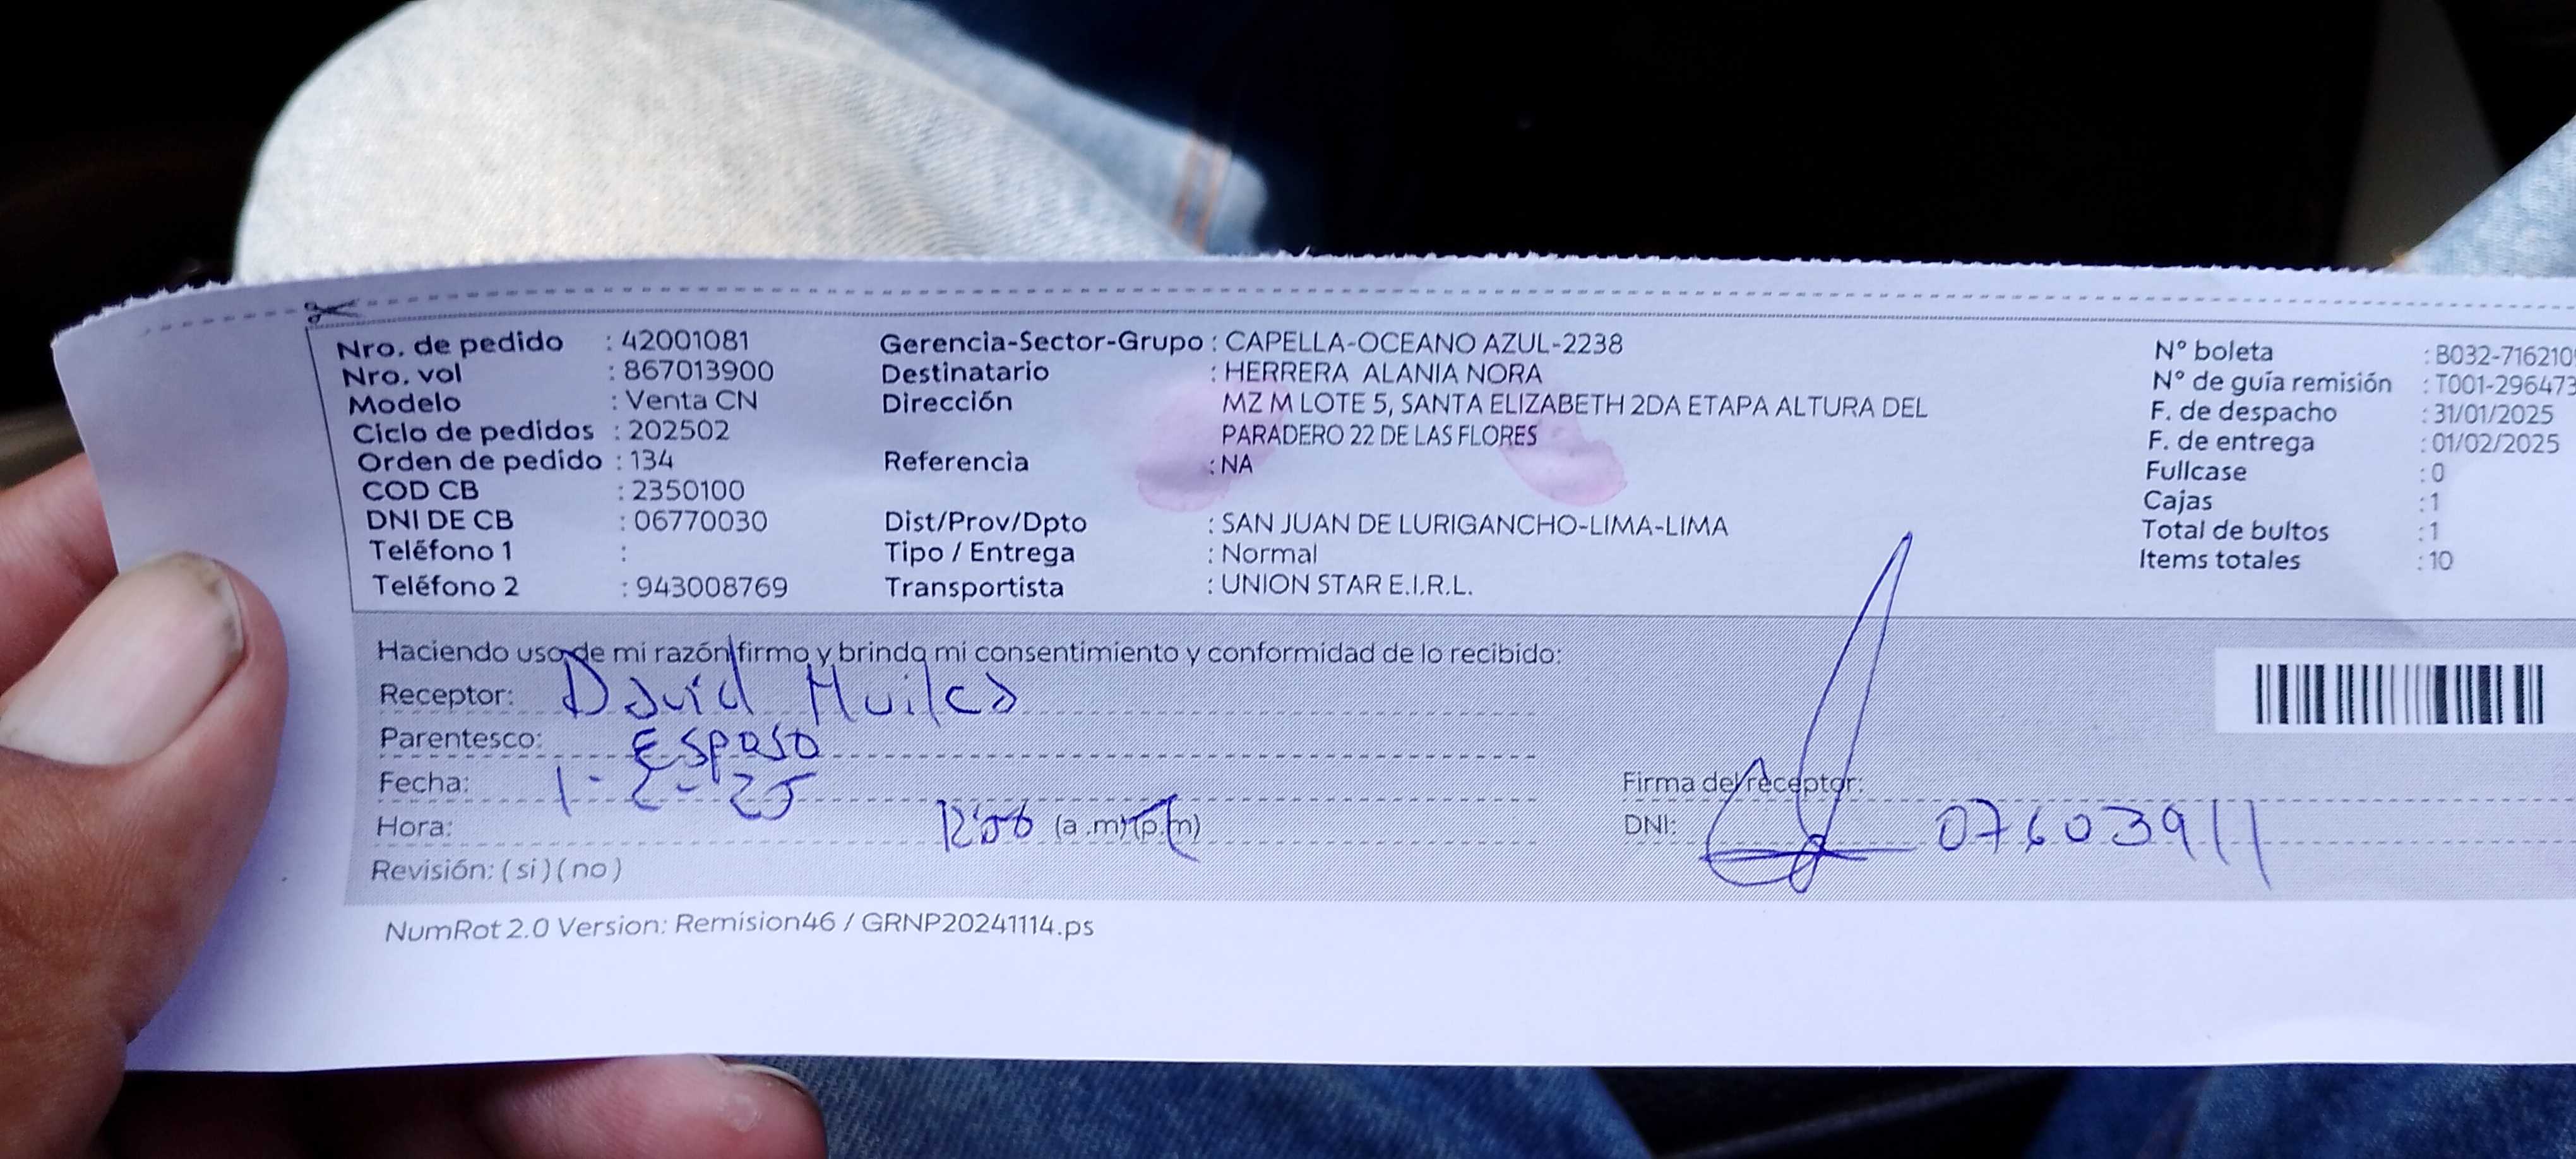 Nro. de pedido : 42001081 Gerencia-Sector-Grupo : CAPELLA-OCEANO AZUL-2238 N° boleta : B032-716210
Nro. vol : 867013900 Destinatario : HERRERA ALANIA NORA N° de guía remisión : T001-296473
Modelo : Venta CN Dirección MZ M LOTE 5, SANTA ELIZABETH 2DA ETAPA ALTURA DEL F. de despacho : 31/01/2025
Ciclo de pedidos : 202502 PARADERO 22 DE LAS FLORES F. de entrega : 01/02/2025
Orden de pedido : 134 Referencia : NA Fullcase : 0
COD CB : 2350100 Cajas : 1
DNI DE CB : 06770030 Dist/Prov/Dpto : SAN JUAN DE LURIGANCHO-LIMA-LIMA Total de bultos : 1
Teléfono 1 : Tipo / Entrega : Normal Items totales : 10
Teléfono 2 : 943008769 Transportista : UNION STAR E.I.R.L.
Haciendo uso de mi razón firmo y brindo mi consentimiento y conformidad de lo recibido:
Receptor: David Huilca
Parentesco: Esposo
Fecha: 1-2-25 Firma del receptor:
Hora: (a.m) (p.m) DNI: 07603911
Revisión: (si) (no)
NumRot 2.0 Version: Remision46 / GRNP20241114.ps